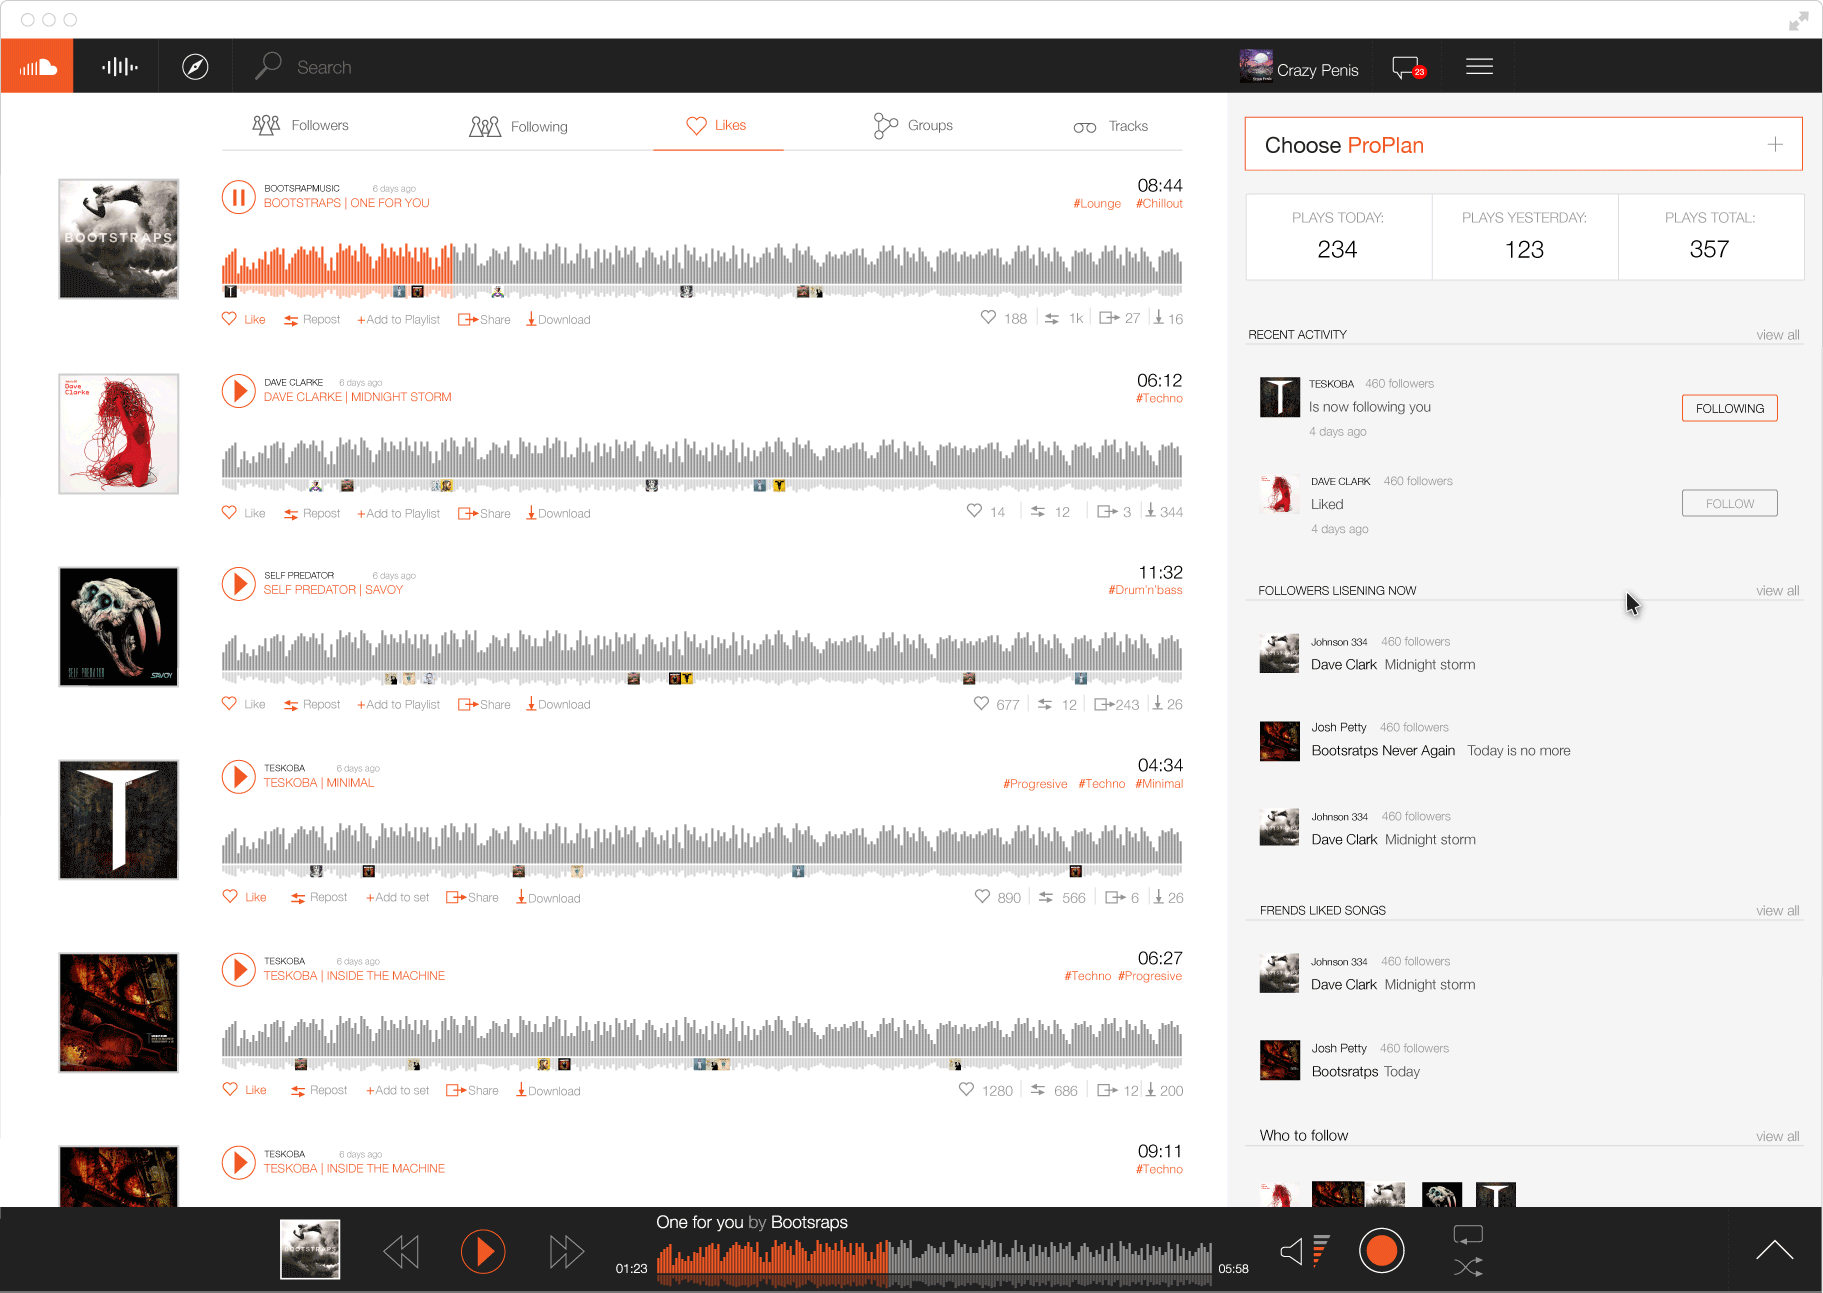 Search
Crazy Penis
23
Followers
Following
Likes
Groups
Tracks
BOOTSTRAPS
BOOTSRAPMUSIC 6 days ago
BOOTSTRAPS | ONE FOR YOU
08:44
#Lounge #Chillout
Like Repost +Add to Playlist Share Download
188 1k 27 16
Dave
Clarke
DAVE CLARKE 6 days ago
DAVE CLARKE | MIDNIGHT STORM
06:12
#Techno
Like Repost +Add to Playlist Share Download
14 12 3 344
SELF PREDATOR SAVOY
SELF PREDATOR 6 days ago
SELF PREDATOR | SAVOY
11:32
#Drum'n'bass
Like Repost +Add to Playlist Share Download
677 12 243 26
TESKOBA 6 days ago
TESKOBA | MINIMAL
04:34
#Progresive #Techno #Minimal
Like Repost +Add to set Share Download
890 566 6 26
TESKOBA 6 days ago
TESKOBA | INSIDE THE MACHINE
06:27
#Techno #Progresive
Like Repost +Add to set Share Download
1280 686 12 200
TESKOBA 6 days ago
TESKOBA | INSIDE THE MACHINE
09:11
#Techno
Choose ProPlan
PLAYS TODAY:
234
PLAYS YESTERDAY:
123
PLAYS TOTAL:
357
RECENT ACTIVITY view all
TESKOBA 460 followers
Is now following you
4 days ago
FOLLOWING
DAVE CLARK 460 followers
Liked
4 days ago
FOLLOW
FOLLOWERS LISENING NOW view all
Johnson 334 460 followers
Dave Clark Midnight storm
Josh Petty 460 followers
Bootsratps Never Again Today is no more
Johnson 334 460 followers
Dave Clark Midnight storm
FRENDS LIKED SONGS view all
Johnson 334 460 followers
Dave Clark Midnight storm
Josh Petty 460 followers
Bootsratps Today
Who to follow view all
BOOTSTRAPS
One for you by Bootsraps
01:23
05:58